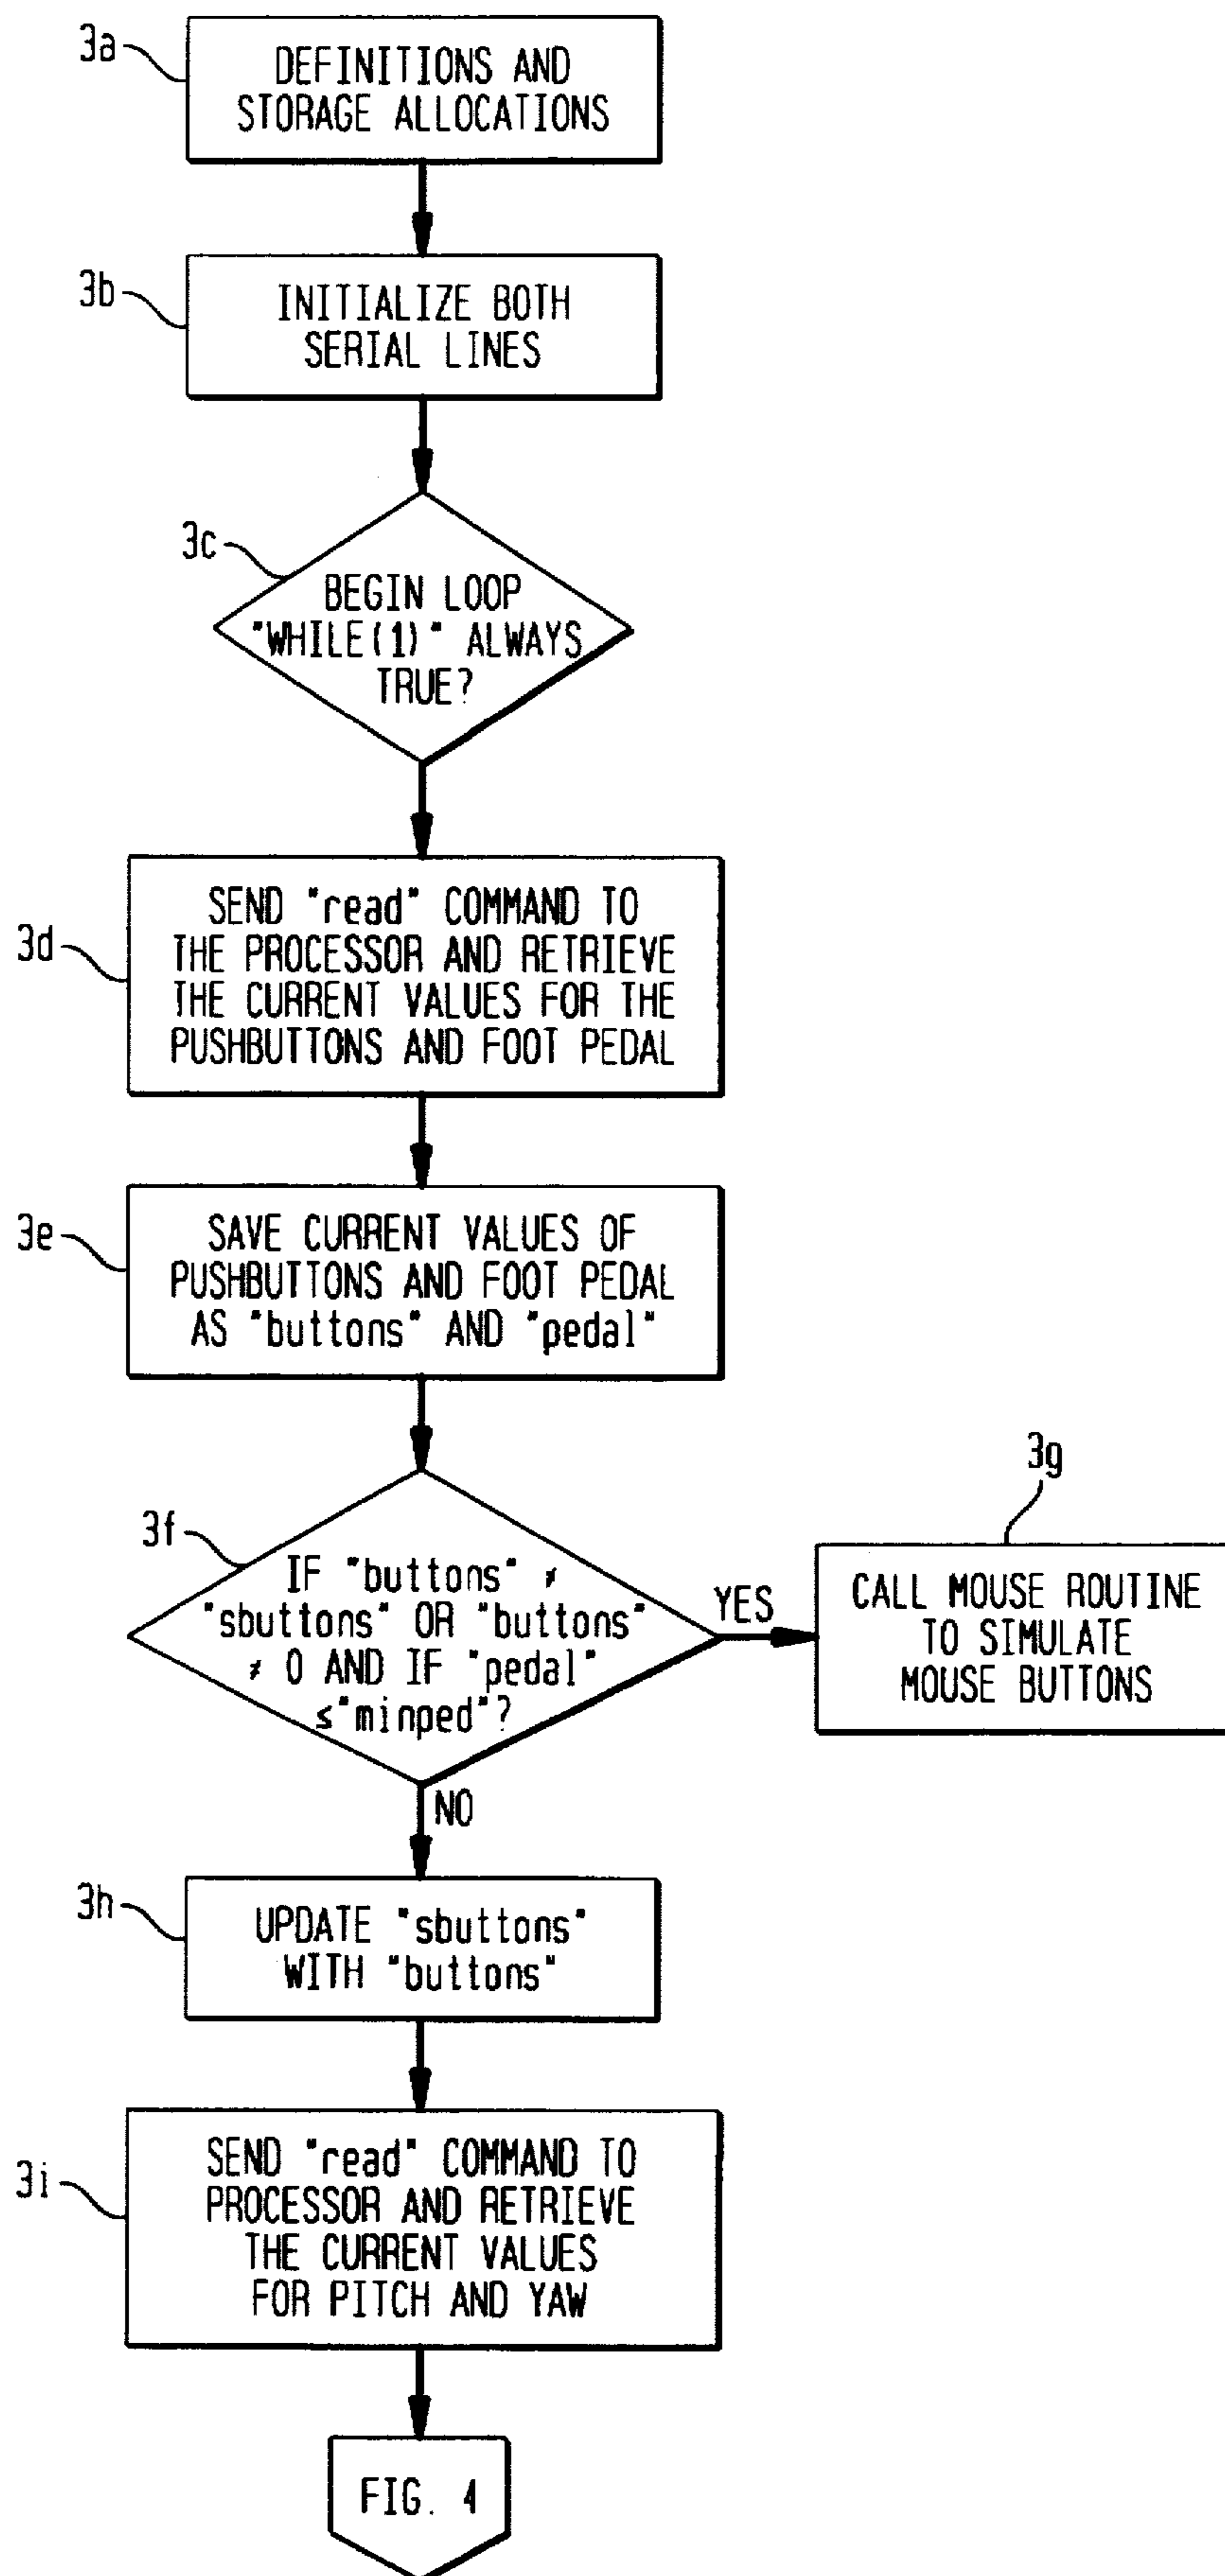 3a
DEFINITIONS AND
STORAGE ALLOCATIONS
3b
INITIALIZE BOTH
SERIAL LINES
3c
BEGIN LOOP
"WHILE(1)" ALWAYS
TRUE?
3d
SEND "read" COMMAND TO
THE PROCESSOR AND RETRIEVE
THE CURRENT VALUES FOR THE
PUSHBUTTONS AND FOOT PEDAL
3e
SAVE CURRENT VALUES OF
PUSHBUTTONS AND FOOT PEDAL
AS "buttons" AND "pedal"
3f
IF "buttons" ≠
"sbuttons" OR "buttons"
≠ 0 AND IF "pedal"
≤"minped"?
YES
3g
CALL MOUSE ROUTINE
TO SIMULATE
MOUSE BUTTONS
NO
3h
UPDATE "sbuttons"
WITH "buttons"
3i
SEND "read" COMMAND TO
PROCESSOR AND RETRIEVE
THE CURRENT VALUES
FOR PITCH AND YAW
FIG. 4